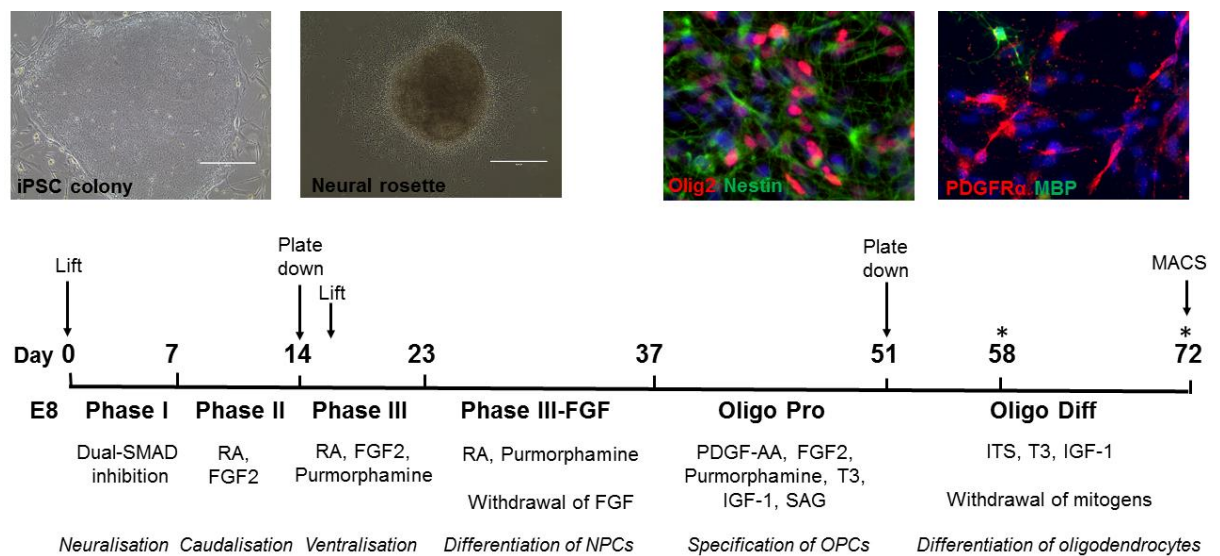 iPSC colony
Neural rosette
Olig2 Nestin
PDGFRα MBP
Lift
Plate
down
Lift
Plate
down
MACS
* *
Day 0 7 14 23 37 51 58 72
E8 Phase I Phase II Phase III Phase III-FGF Oligo Pro Oligo Diff
Dual-SMAD
inhibition
RA,
FGF2
RA, FGF2,
Purmorphamine
RA, Purmorphamine
Withdrawal of FGF
PDGF-AA, FGF2,
Purmorphamine, T3,
IGF-1, SAG
ITS, T3, IGF-1
Withdrawal of mitogens
Neuralisation Caudalisation Ventralisation Differentiation of NPCs Specification of OPCs Differentiation of oligodendrocytes